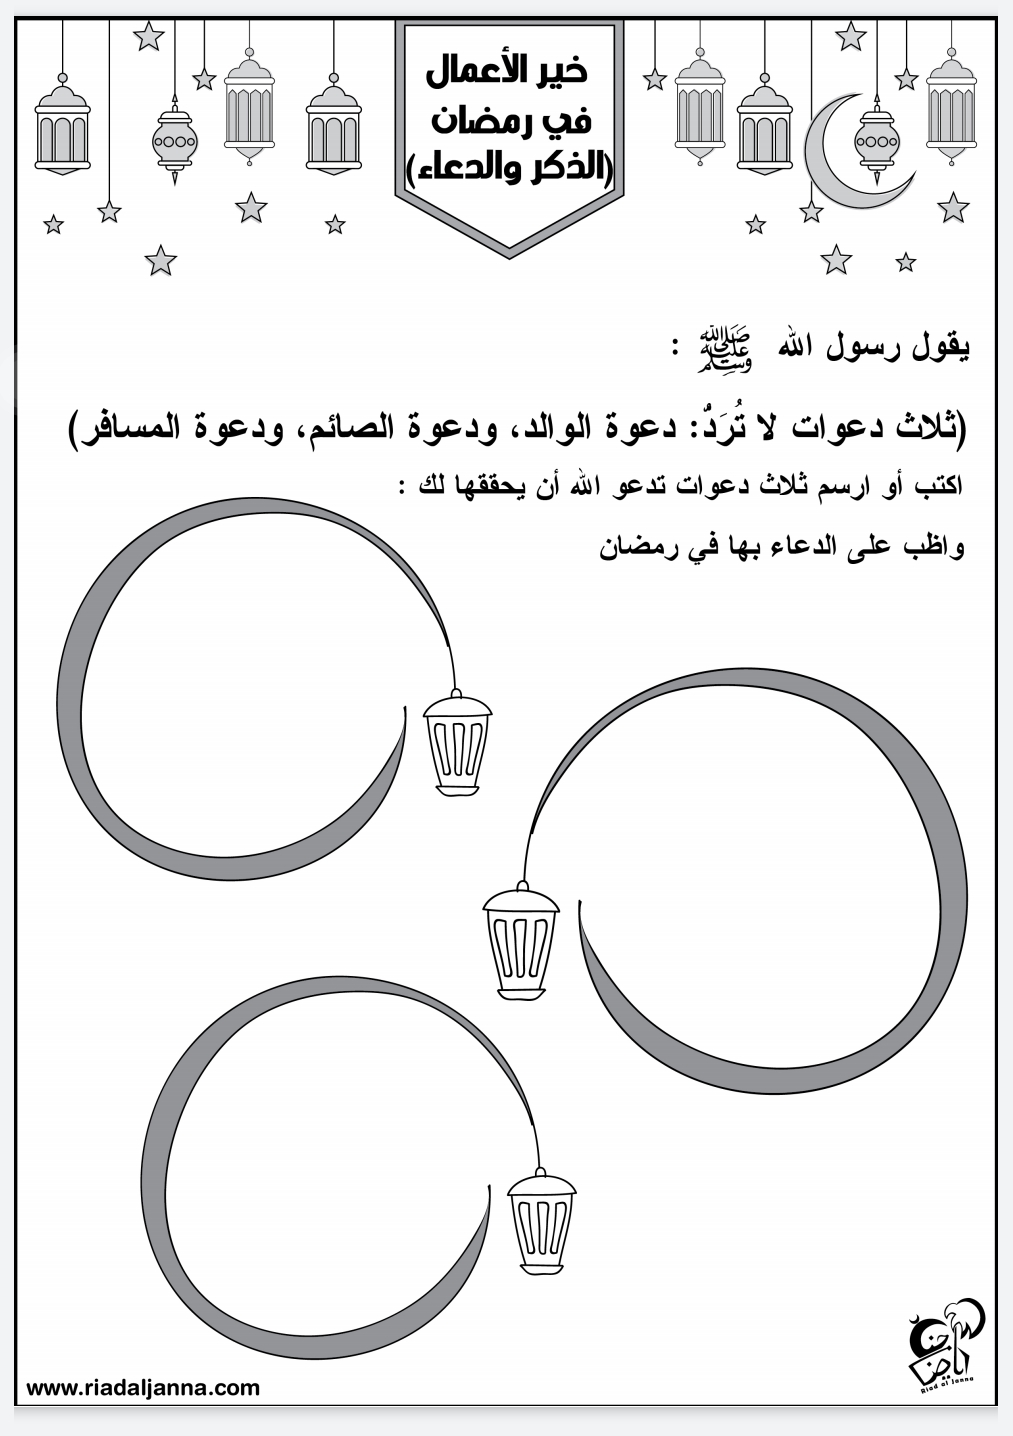 خير الأعمال
في رمضان
(الذكر والدعاء)
يقول رسول الله ﷺ :
(ثلاث دعوات لا تُرَدُّ: دعوة الوالد، ودعوة الصائم، ودعوة المسافر)
اكتب أو ارسم ثلاث دعوات تدعو الله أن يحققها لك :
واظب على الدعاء بها في رمضان
رياض جنة
Riad al Janna
www.riadaljanna.com